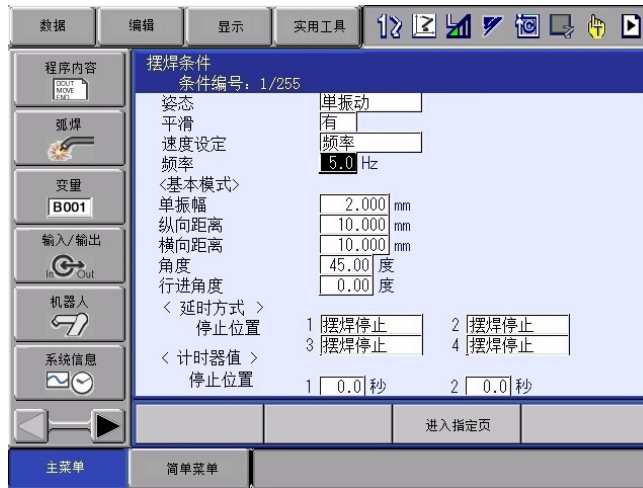 数据 编辑 显示 实用工具
程序内容
DOUT
MOVE
END
弧焊
变量
B001
输入/输出
In Out
机器人
系统信息
摆焊条件
条件编号：1/255
姿态 单振动
平滑 有
速度设定 频率
频率 5.0 Hz
<基本模式>
单振幅 2.000 mm
纵向距离 10.000 mm
横向距离 10.000 mm
角度 45.00 度
行进角度 0.00 度
< 延时方式 >
停止位置 1 摆焊停止 2 摆焊停止
3 摆焊停止 4 摆焊停止
< 计时器值 >
停止位置 1 0.0 秒 2 0.0 秒
进入指定页
主菜单 简单菜单